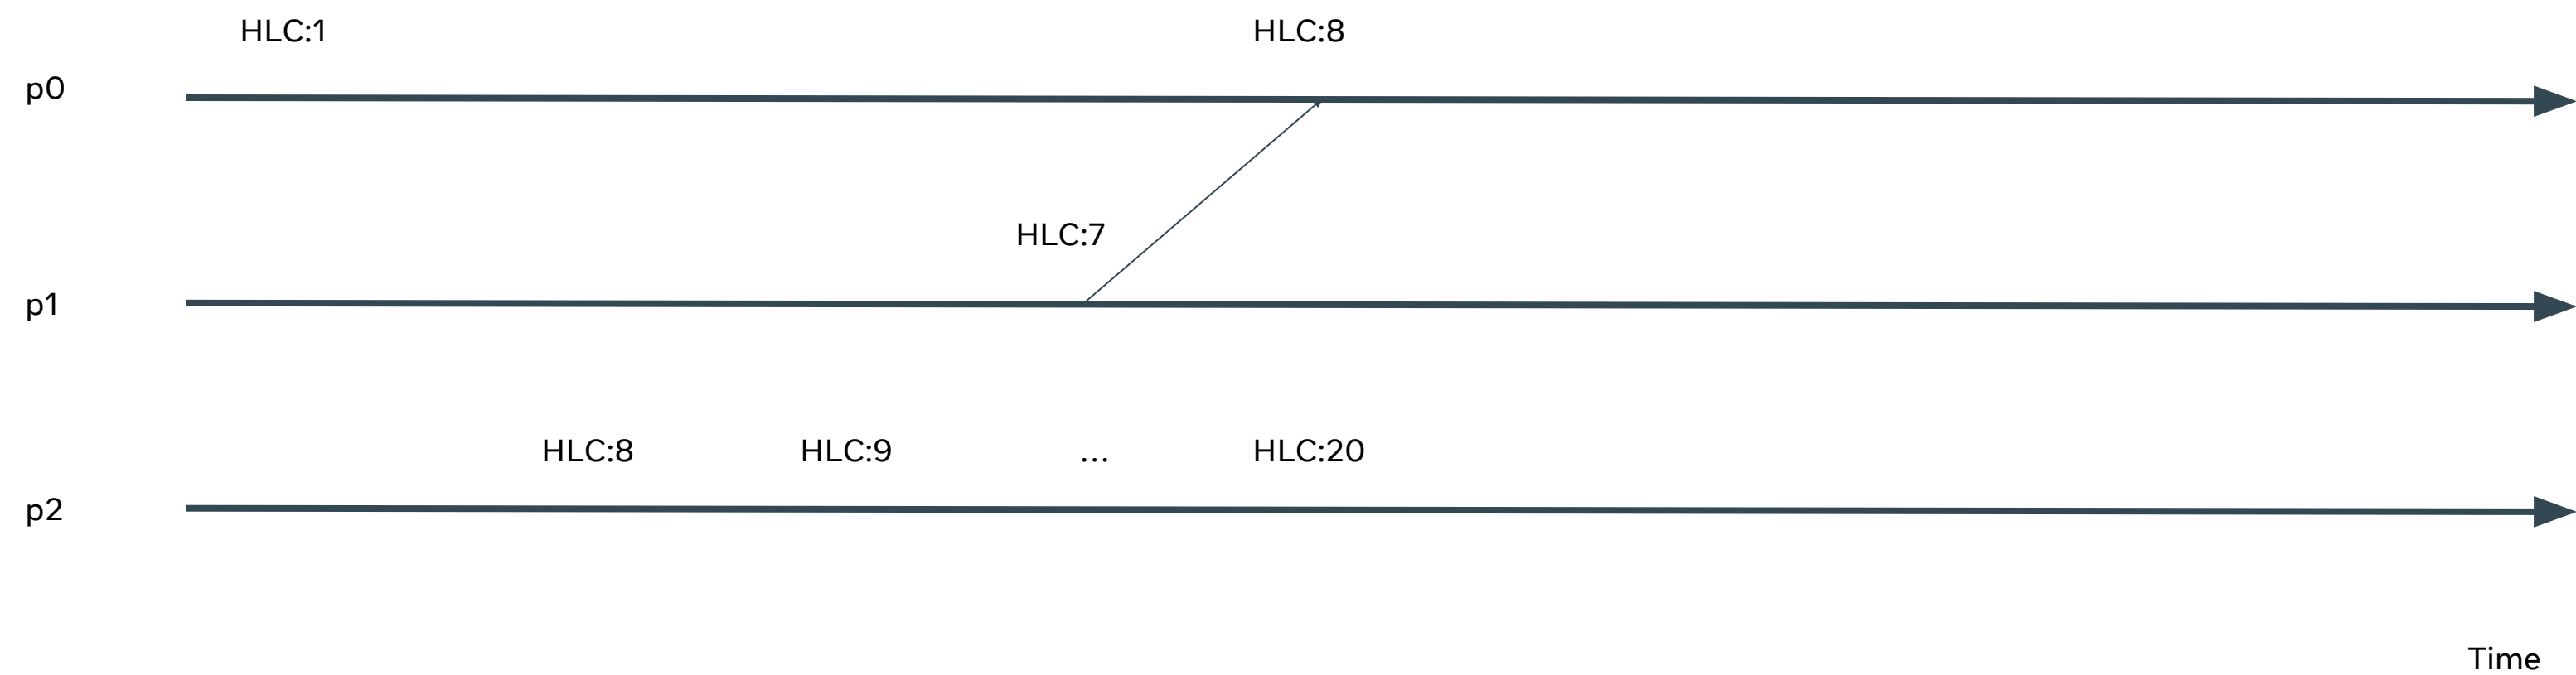 HLC:1 HLC:8
p0
HLC:7
p1
HLC:8 HLC:9 ... HLC:20
p2
Time